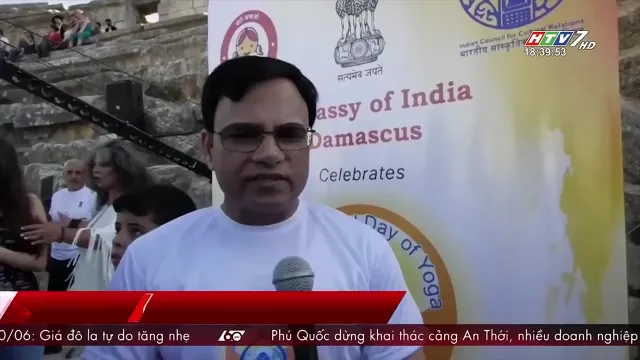 सत्यमेव जयते
Indian Council for Cultural Relations
HTV7 HD
18:39:53
assy of India
Damascus
Celebrates
Day of Yoga
0/06: Giá đô la tự do tăng nhẹ
60
Phú Quốc dừng khai thác cảng An Thới, nhiều doanh nghiệp